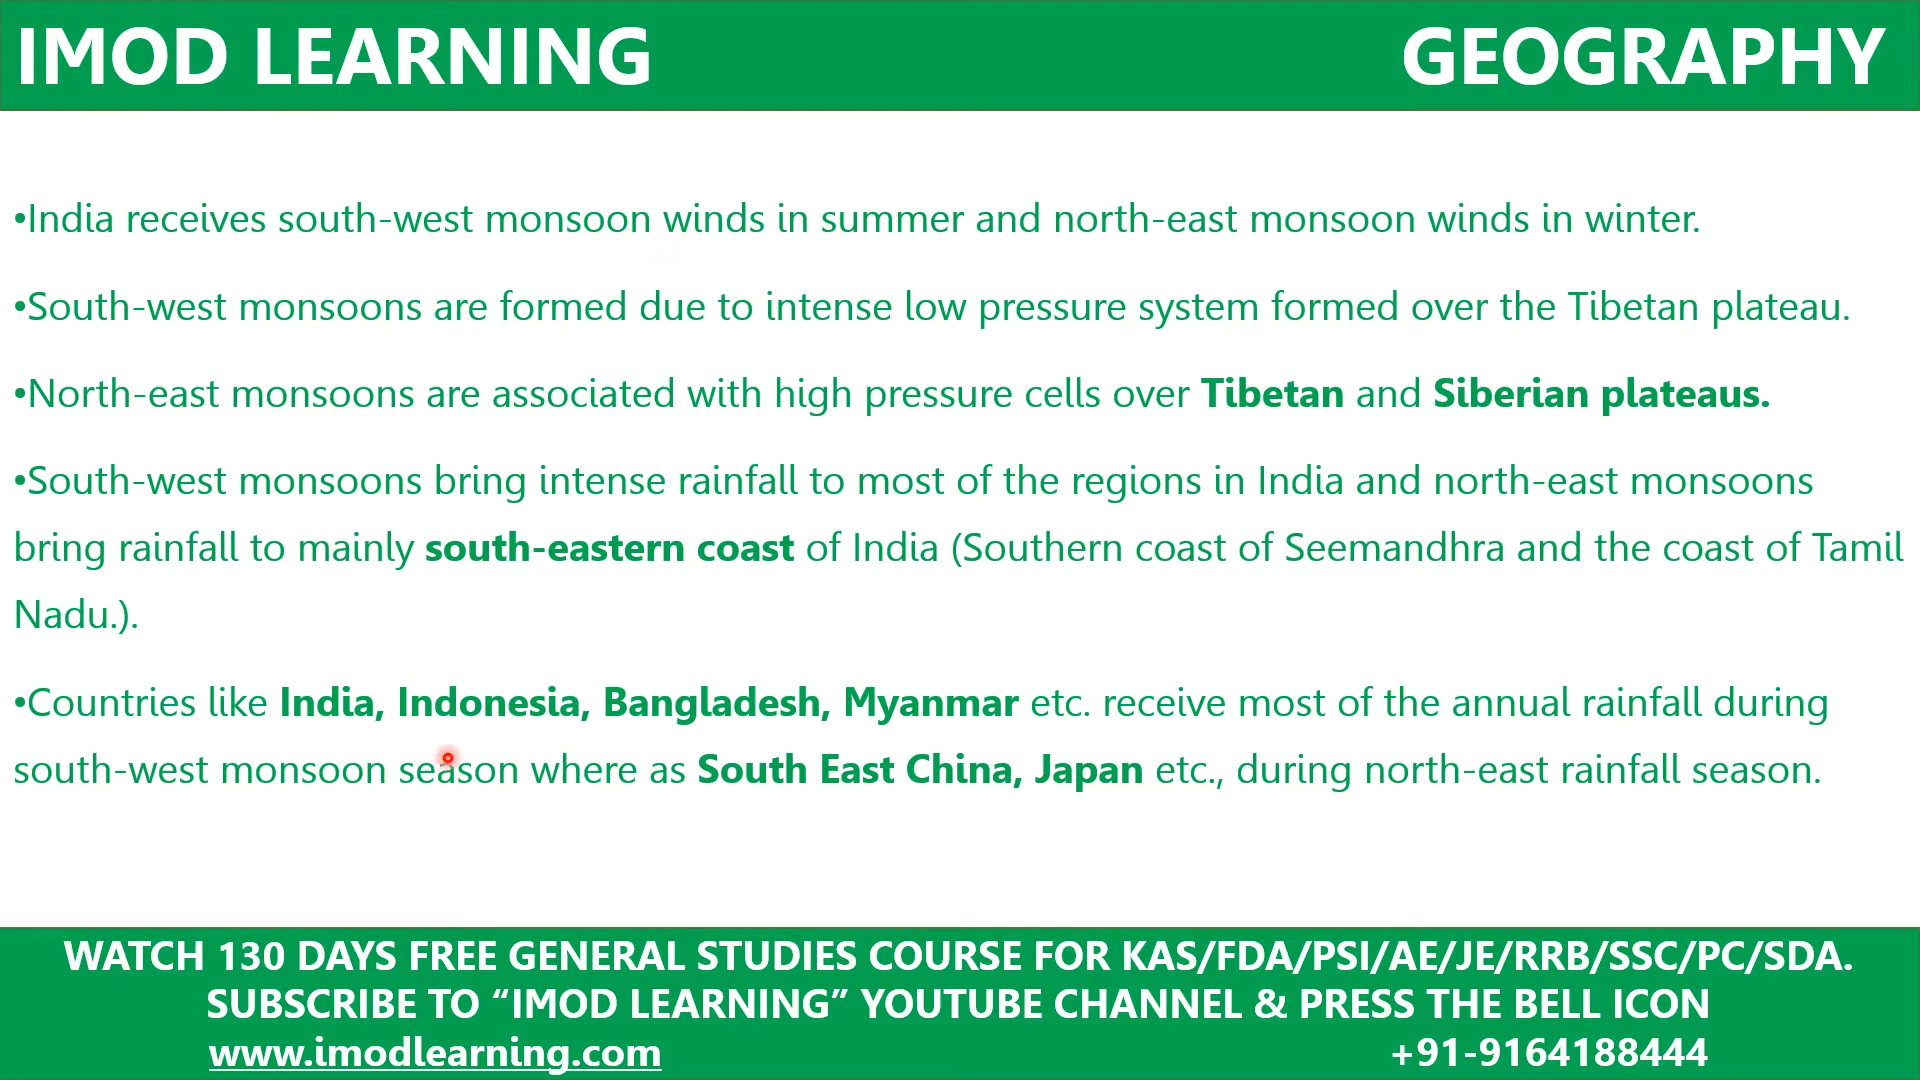 IMOD LEARNING GEOGRAPHY
•India receives south-west monsoon winds in summer and north-east monsoon winds in winter.
•South-west monsoons are formed due to intense low pressure system formed over the Tibetan plateau.
•North-east monsoons are associated with high pressure cells over Tibetan and Siberian plateaus.
•South-west monsoons bring intense rainfall to most of the regions in India and north-east monsoons
bring rainfall to mainly south-eastern coast of India (Southern coast of Seemandhra and the coast of Tamil
Nadu.).
•Countries like India, Indonesia, Bangladesh, Myanmar etc. receive most of the annual rainfall during
south-west monsoon season where as South East China, Japan etc., during north-east rainfall season.
WATCH 130 DAYS FREE GENERAL STUDIES COURSE FOR KAS/FDA/PSI/AE/JE/RRB/SSC/PC/SDA.
SUBSCRIBE TO “IMOD LEARNING” YOUTUBE CHANNEL & PRESS THE BELL ICON
www.imodlearning.com +91-9164188444